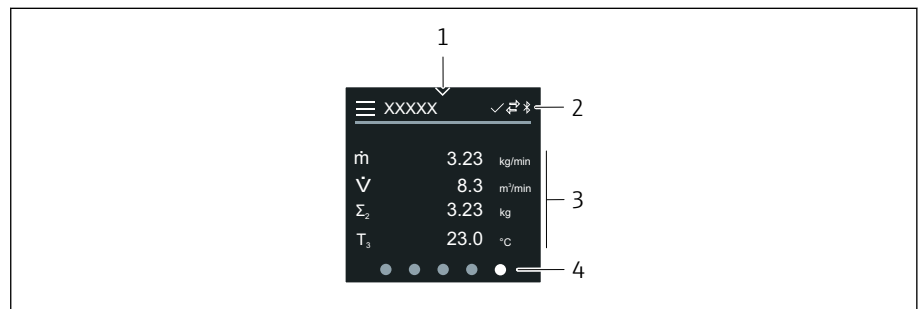 1
XXXXX
2
ṁ 3.23 kg/min
V̇ 8.3 m³/min
Σ₂ 3.23 kg
T₃ 23.0 °C
3
4